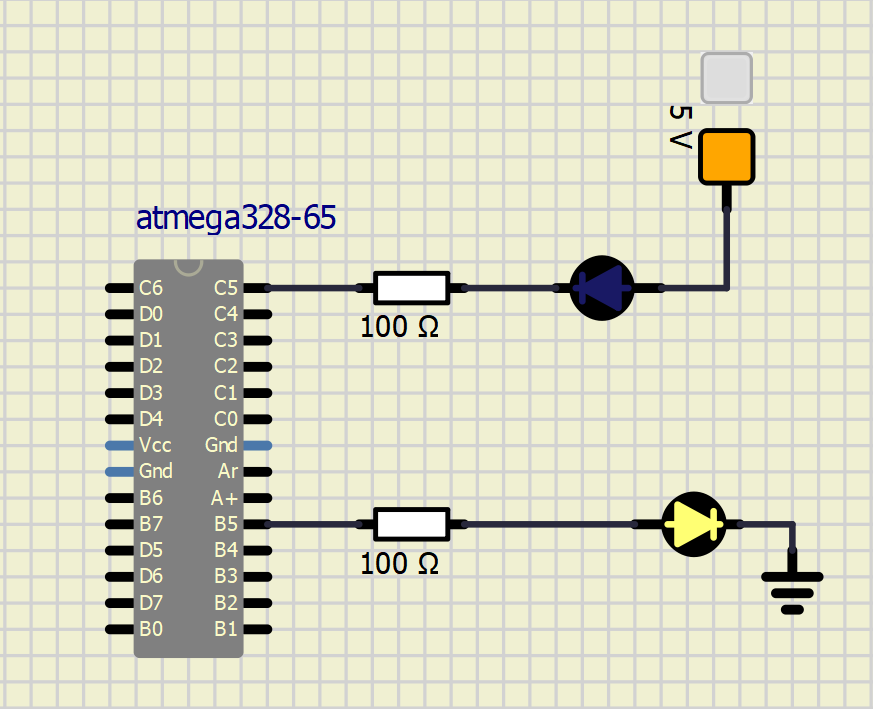 5 V
atmega328-65
C6 C5
D0 C4
D1 C3
D2 C2
D3 C1
D4 C0
Vcc Gnd
Gnd Ar
B6 A+
B7 B5
D5 B4
D6 B3
D7 B2
B0 B1
100 Ω
100 Ω